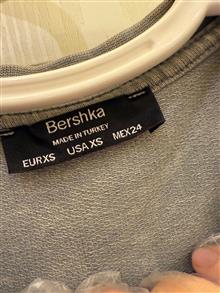 Bershka
MADE IN TURKEY
EUR XS USA XS MEX 24